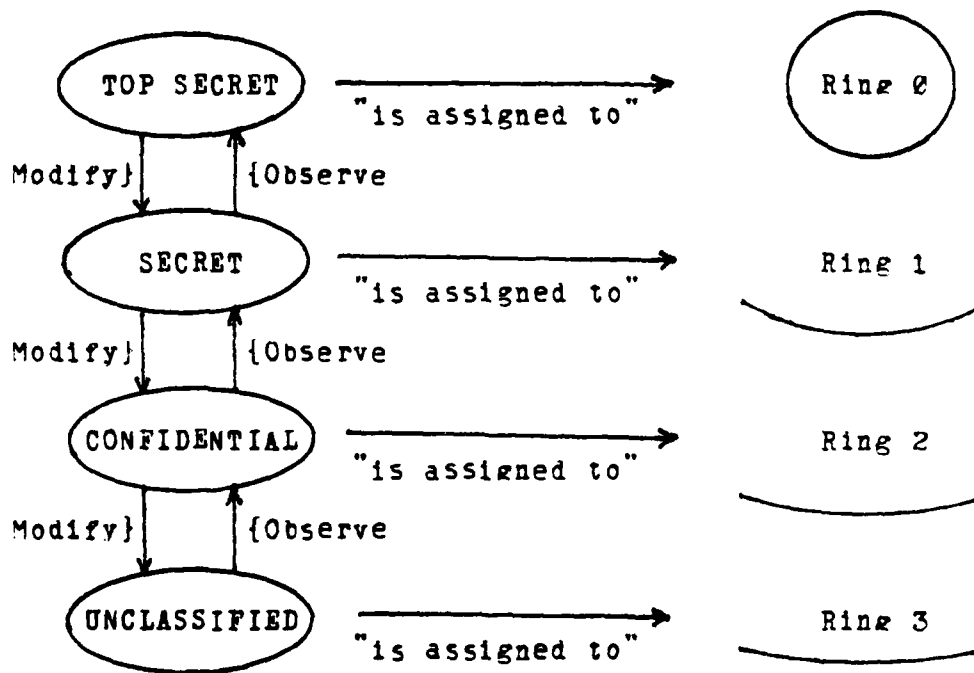 TOP SECRET
Ring 0
"is assigned to"
Modify}
{Observe
SECRET
Ring 1
"is assigned to"
Modify}
{Observe
CONFIDENTIAL
Ring 2
"is assigned to"
Modify}
{Observe
UNCLASSIFIED
Ring 3
"is assigned to"